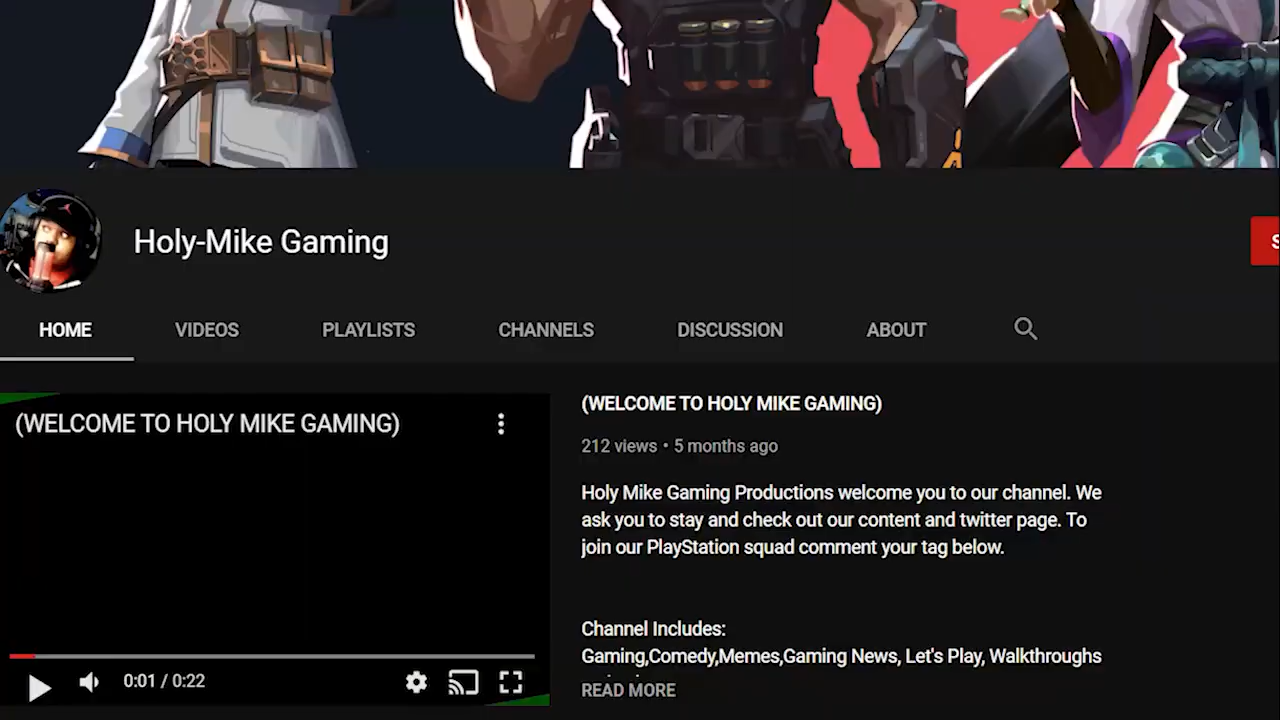 Holy-Mike Gaming
HOME VIDEOS PLAYLISTS CHANNELS DISCUSSION ABOUT
(WELCOME TO HOLY MIKE GAMING)
0:01 / 0:22
(WELCOME TO HOLY MIKE GAMING)
212 views • 5 months ago
Holy Mike Gaming Productions welcome you to our channel. We
ask you to stay and check out our content and twitter page. To
join our PlayStation squad comment your tag below.
Channel Includes:
Gaming,Comedy,Memes,Gaming News, Let's Play, Walkthroughs
READ MORE